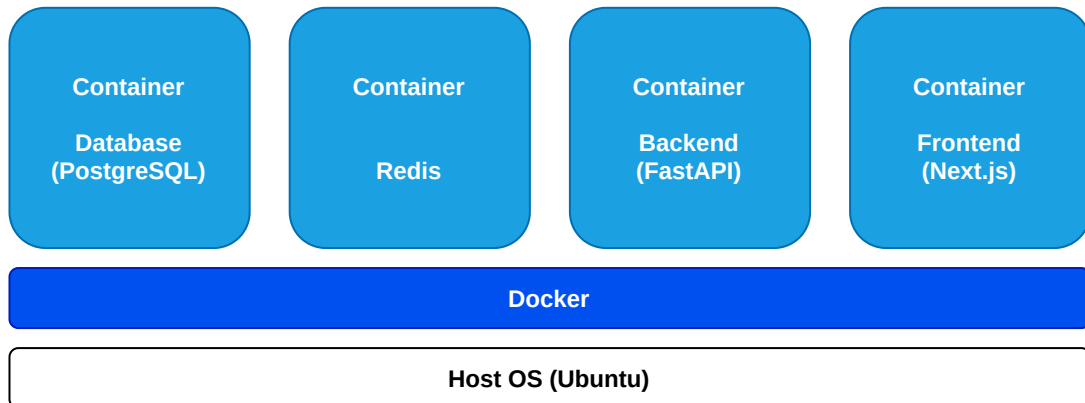 Container
Database
(PostgreSQL)
Container
Redis
Container
Backend
(FastAPI)
Container
Frontend
(Next.js)
Docker
Host OS (Ubuntu)